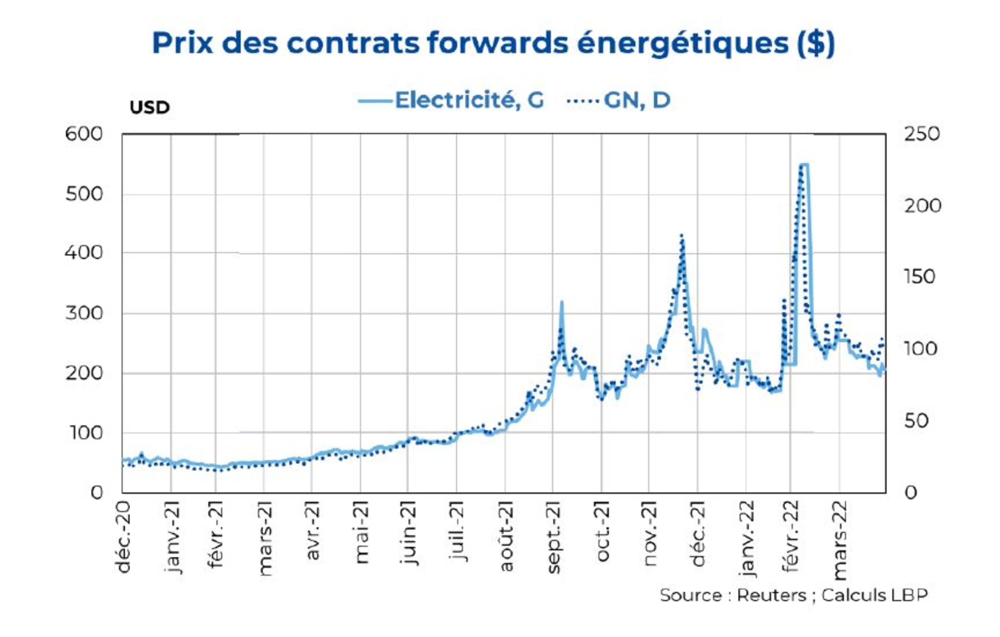 Prix des contrats forwards énergétiques ($)
Electricité, G GN, D
USD
600 250
500 200
400 150
300 100
200 50
100 0
0
déc.-20 janv.-21 févr.-21 mars-21 avr.-21 mai-21 juin-21 juil.-21 août-21 sept.-21 oct.-21 nov.-21 déc.-21 janv.-22 févr.-22 mars-22
Source : Reuters ; Calculs LBP